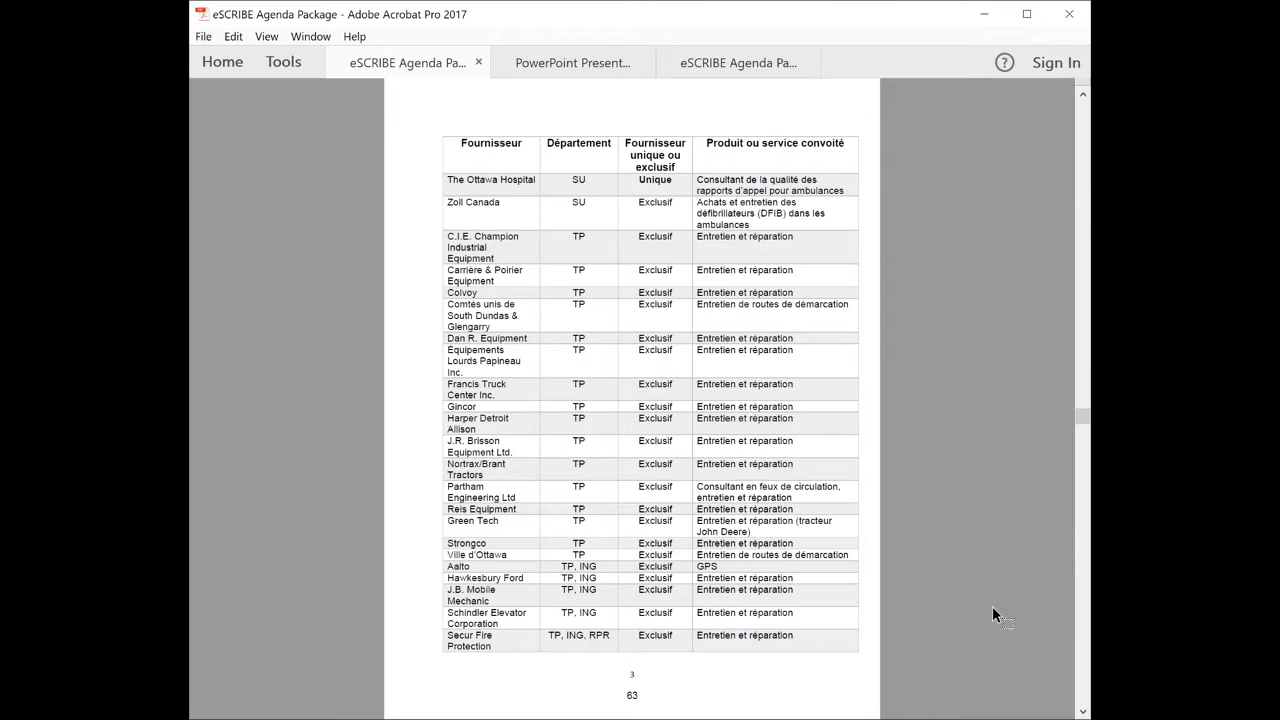 eSCRIBE Agenda Package - Adobe Acrobat Pro 2017
File Edit View Window Help
Home Tools eSCRIBE Agenda Pa... × PowerPoint Present... eSCRIBE Agenda Pa... ? Sign In
Fournisseur Département Fournisseur unique ou exclusif Produit ou service convoité
The Ottawa Hospital SU Unique Consultant de la qualité des
rapports d'appel pour ambulances
Zoll Canada SU Exclusif Achats et entretien des
défibrillateurs (DFIB) dans les
ambulances
C.I.E. Champion TP Exclusif Entretien et réparation
Industrial
Equipment
Carrière & Poirier TP Exclusif Entretien et réparation
Equipment
Colvoy TP Exclusif Entretien et réparation
Comtés unis de TP Exclusif Entretien de routes de démarcation
South Dundas &
Glengarry
Dan R. Equipment TP Exclusif Entretien et réparation
Équipements TP Exclusif Entretien et réparation
Lourds Papineau
Inc.
Francis Truck TP Exclusif Entretien et réparation
Center Inc.
Gincor TP Exclusif Entretien et réparation
Harper Detroit TP Exclusif Entretien et réparation
Allison
J.R. Brisson TP Exclusif Entretien et réparation
Equipment Ltd.
Nortrax/Brant TP Exclusif Entretien et réparation
Tractors
Partham TP Exclusif Consultant en feux de circulation,
Engineering Ltd entretien et réparation
Reis Equipment TP Exclusif Entretien et réparation
Green Tech TP Exclusif Entretien et réparation (tracteur
John Deere)
Strongco TP Exclusif Entretien et réparation
Ville d'Ottawa TP Exclusif Entretien de routes de démarcation
Aalto TP, ING Exclusif GPS
Hawkesbury Ford TP, ING Exclusif Entretien et réparation
J.B. Mobile TP, ING Exclusif Entretien et réparation
Mechanic
Schindler Elevator TP, ING Exclusif Entretien et réparation
Corporation
Secur Fire TP, ING, RPR Exclusif Entretien et réparation
Protection
3
63